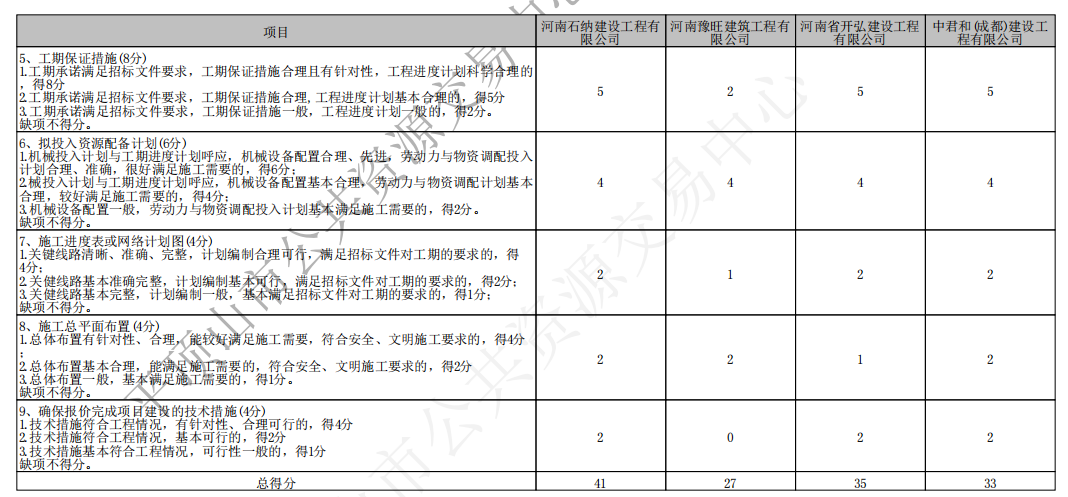 项目
河南石纳建设工程有
限公司
河南豫旺建筑工程有
限公司
河南省开弘建设工程
有限公司
中君和(成都)建设工
程有限公司
5、工期保证措施(8分)
1.工期承诺满足招标文件要求，工期保证措施合理且有针对性，工程进度计划科学合理的
，得8分
2.工期承诺满足招标文件要求，工期保证措施合理,工程进度计划基本合理的，得5分
3.工期承诺满足招标文件要求，工期保证措施一般，工程进度计划一般的，得2分。
缺项不得分。
5
2
5
5
6、拟投入资源配备计划(6分)
1.机械投入计划与工期进度计划呼应，机械设备配置合理、先进，劳动力与物资调配投入
计划合理、准确，很好满足施工需要的，得6分；
2.械投入计划与工期进度计划呼应，机械设备配置基本合理，劳动力与物资调配计划基本
合理，较好满足施工需要的，得4分；
3.机械设备配置一般，劳动力与物资调配投入计划基本满足施工需要的，得2分。
缺项不得分。
4
4
4
4
7、施工进度表或网络计划图(4分)
1.关键线路清晰、准确、完整，计划编制合理可行，满足招标文件对工期的要求的，得
4分；
2.关健线路基本准确完整，计划编制基本可行，满足招标文件对工期的要求的，得2分；
3.关健线路基本完整，计划编制一般，基本满足招标文件对工期的要求的，得1分；
缺项不得分。
2
1
2
2
8、施工总平面布置(4分)
1.总体布置有针对性、合理，能较好满足施工需要，符合安全、文明施工要求的，得4分
；
2.总体布置基本合理，能满足施工需要的，符合安全、文明施工要求的，得2分
3.总体布置一般，基本满足施工需要的，得1分。
缺项不得分。
2
2
1
2
9、确保报价完成项目建设的技术措施(4分)
1.技术措施符合工程情况，有针对性、合理可行的，得4分
2.技术措施符合工程情况，基本可行的，得2分
3.技术措施基本符合工程情况，可行性一般的，得1分
缺项不得分。
2
0
2
2
总得分
41
27
35
33
平顶山市公共资源交易中心
市公共资源交易中心